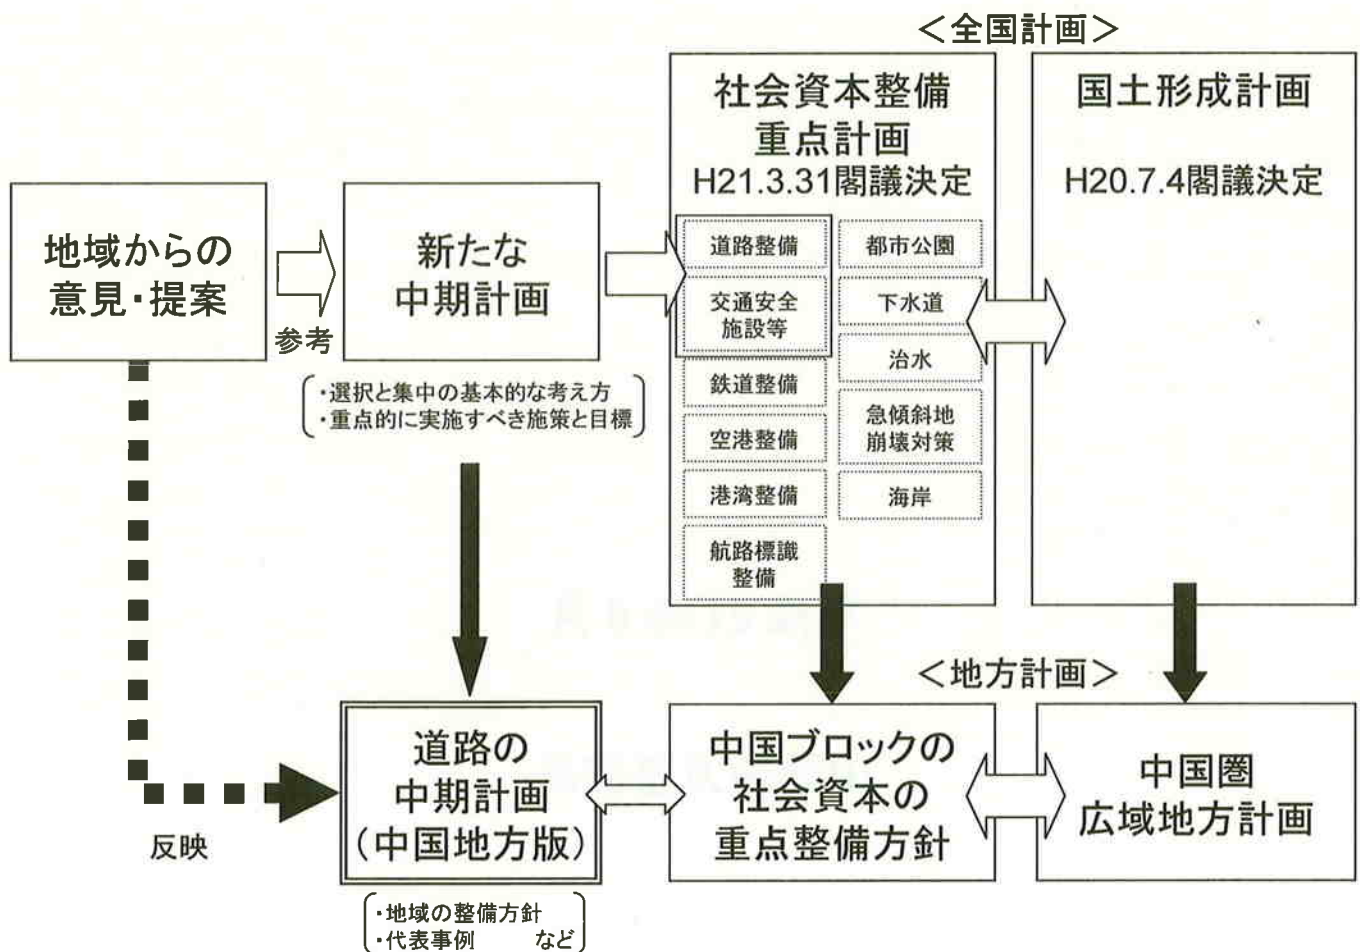 ＜全国計画＞
社会資本整備
重点計画
H21.3.31閣議決定
国土形成計画
H20.7.4閣議決定
地域からの
意見・提案
参考
新たな
中期計画
・選択と集中の基本的な考え方
・重点的に実施すべき施策と目標
道路整備
交通安全
施設等
鉄道整備
空港整備
港湾整備
航路標識
整備
都市公園
下水道
治水
急傾斜地
崩壊対策
海岸
＜地方計画＞
反映
道路の
中期計画
（中国地方版）
・地域の整備方針
・代表事例 など
中国ブロックの
社会資本の
重点整備方針
中国圏
広域地方計画